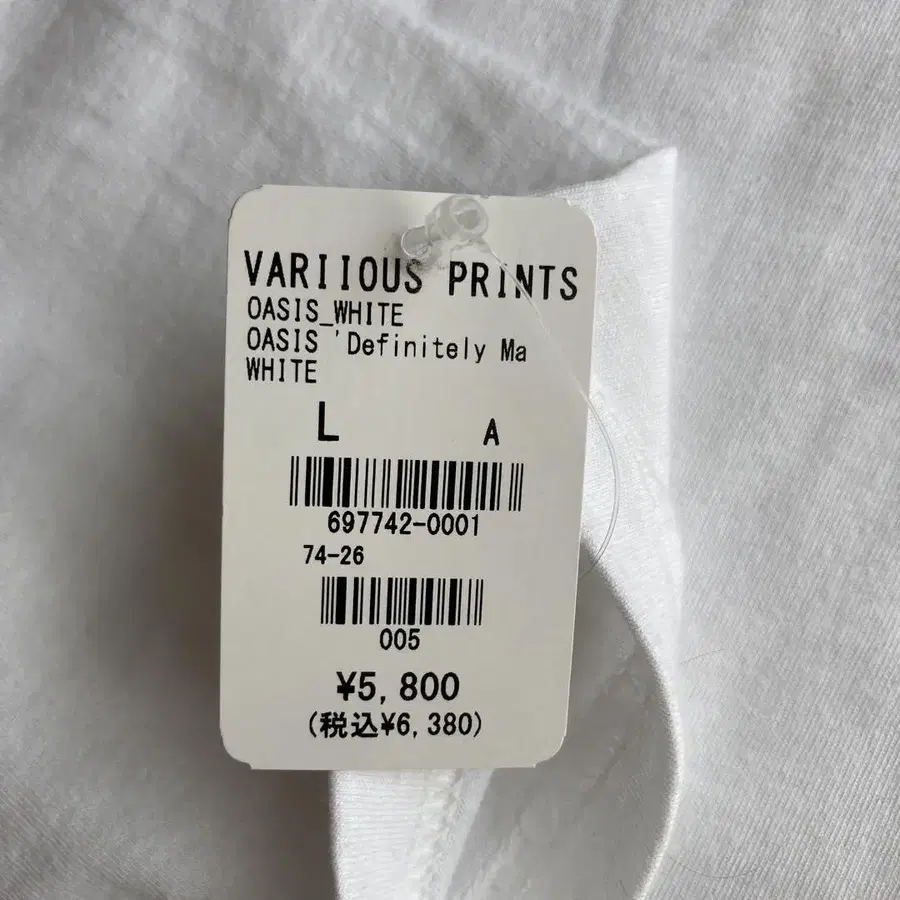 VARIIOUS PRINTS
OASIS_WHITE
OASIS 'Definitely Ma
WHITE
L A
697742-0001
74-26
005
¥5,800
(税込¥6,380)